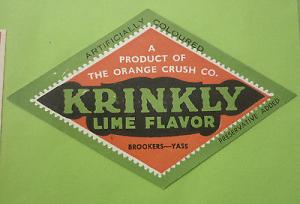 ARTIFICIALLY COLOURED
A
PRODUCT OF
THE ORANGE CRUSH CO.
KRINKLY
LIME FLAVOR
BROOKERS—YASS
PRESERVATIVE ADDED